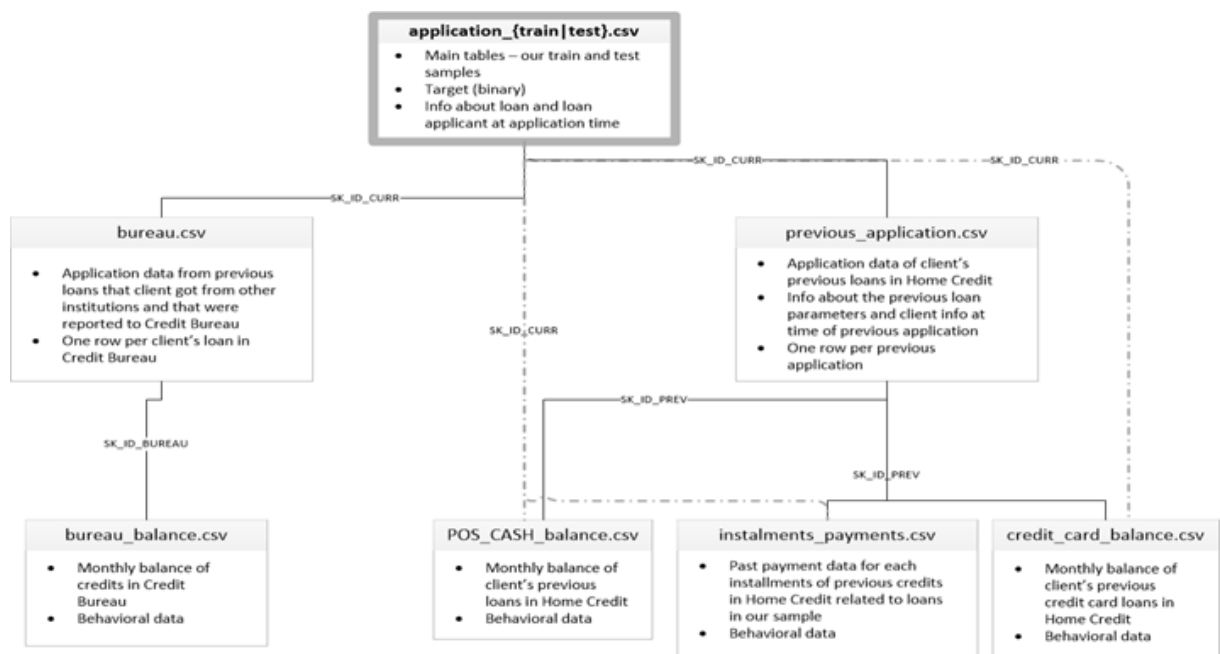 application_{train|test}.csv
• Main tables – our train and test
samples
• Target (binary)
• Info about loan and loan
applicant at application time
SK_ID_CURR
SK_ID_CURR
SK_ID_CURR
bureau.csv
• Application data from previous
loans that client got from other
institutions and that were
reported to Credit Bureau
• One row per client's loan in
Credit Bureau
previous_application.csv
• Application data of client's
previous loans in Home Credit
• Info about the previous loan
parameters and client info at
time of previous application
• One row per previous
application
SK_ID_CURR
SK_ID_PREV
SK_ID_BUREAU
SK_ID_PREV
bureau_balance.csv
• Monthly balance of
credits in Credit
Bureau
• Behavioral data
POS_CASH_balance.csv
• Monthly balance of
client's previous
loans in Home Credit
• Behavioral data
instalments_payments.csv
• Past payment data for each
installments of previous credits
in Home Credit related to loans
in our sample
• Behavioral data
credit_card_balance.csv
• Monthly balance of
client's previous
credit card loans in
Home Credit
• Behavioral data